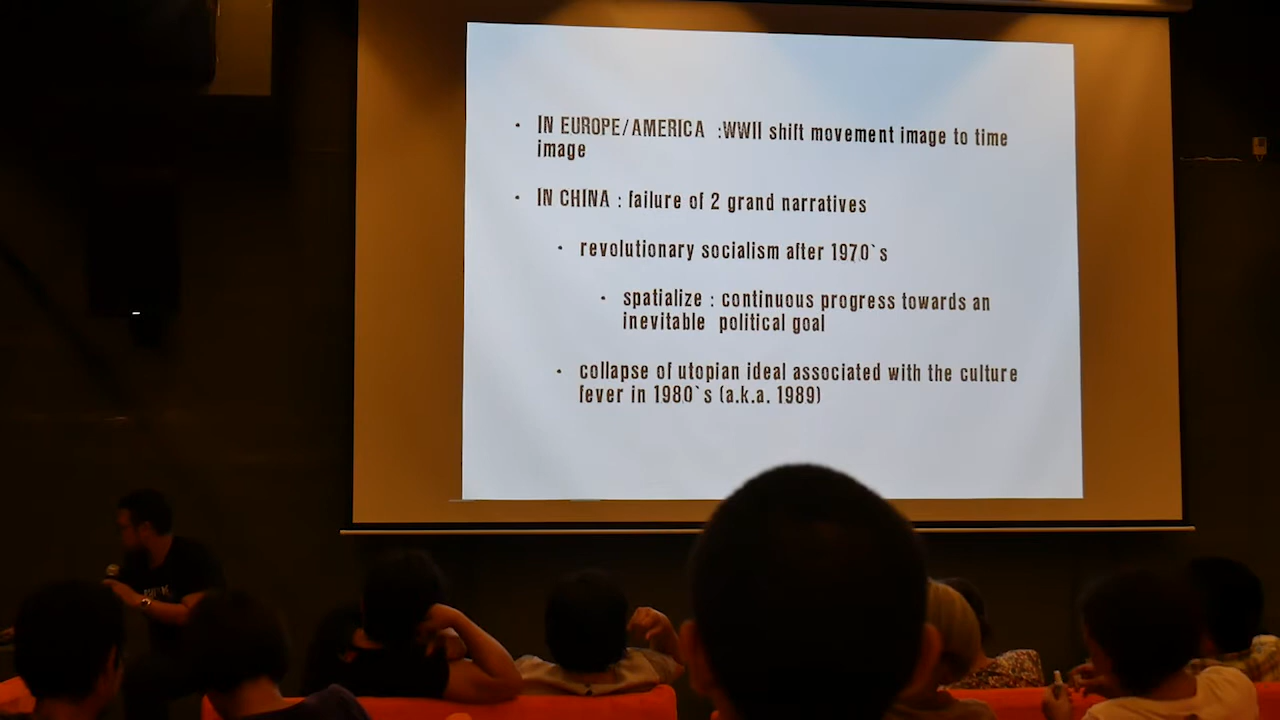 · IN EUROPE/AMERICA :WWII shift movement image to time
image
· IN CHINA : failure of 2 grand narratives
· revolutionary socialism after 1970`s
· spatialize : continuous progress towards an
inevitable political goal
· collapse of utopian ideal associated with the culture
fever in 1980`s (a.k.a. 1989)